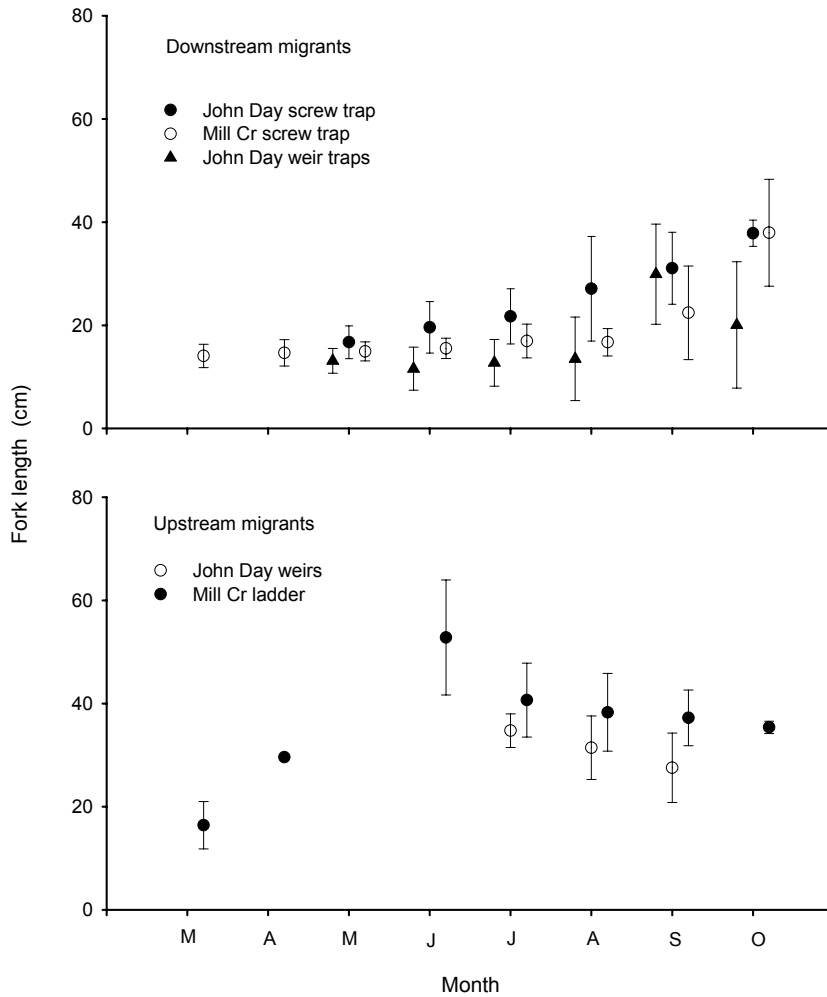 80
Downstream migrants
John Day screw trap
Mill Cr screw trap
John Day weir traps
60
40
20
0
Fork length (cm)
80
Upstream migrants
John Day weirs
Mill Cr ladder
60
40
20
0
M A M J J A S O
Month